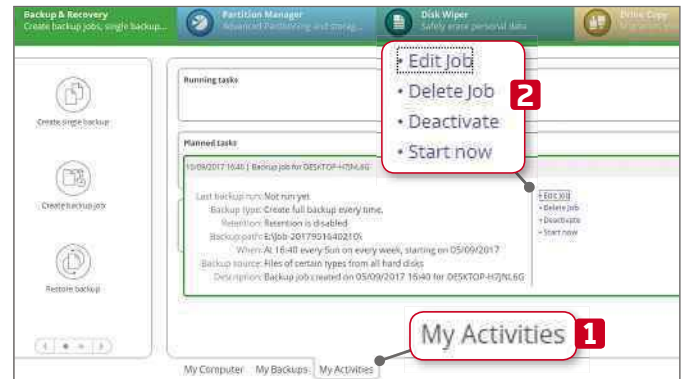 Backup & Recovery
Create backup jobs, single backup...
Partition Manager
Advanced Partitioning and storag...
Disk Wiper
Safely erase personal data
Drive Copy
Create single backup
Create backup job
Restore backup
Running tasks
Planned tasks
10/09/2017 16:40 | Backup job for DESKTOP-H7JNL6G
Last backup run: Not run yet
Backup type: Create full backup every time.
Retention: Retention is disabled
Backup path: E:\Job-20179516402 10\
When: At 16:40 every Sun on every week, starting on 05/09/2017
Backup source: Files of certain types from all hard disks
Description: Backup job created on 05/09/2017 16:40 for DESKTOP-H7JNL6G
• Edit Job
• Delete Job
• Deactivate
• Start now
• Edit Job
• Delete Job
• Deactivate
• Start now
2
My Activities 1
My Computer My Backups My Activities